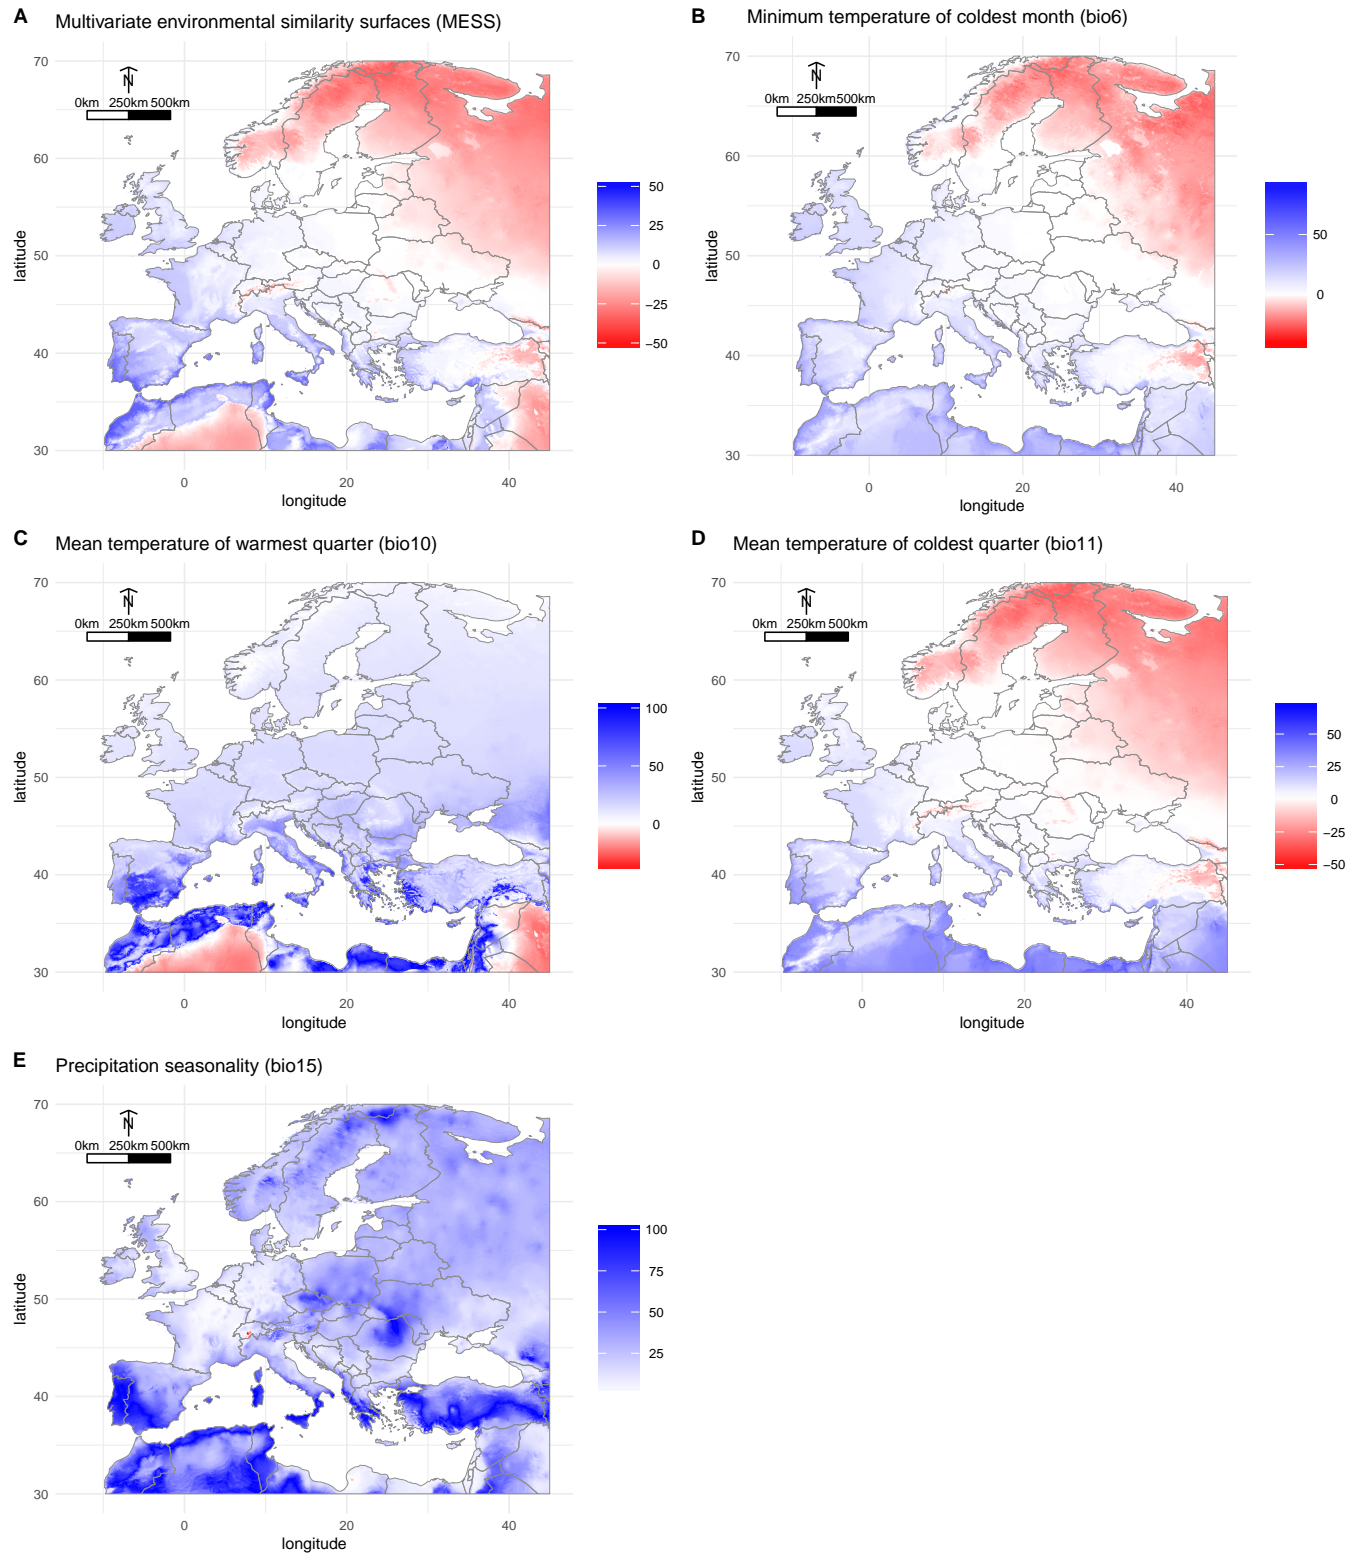 A
Multivariate environmental similarity surfaces (MESS)
N
0km 250km 500km
70
60
50
40
30
latitude
0 20 40
longitude
50
25
0
−25
−50
B
Minimum temperature of coldest month (bio6)
N
0km 250km 500km
70
60
50
40
30
latitude
0 20 40
longitude
50
0
C
Mean temperature of warmest quarter (bio10)
N
0km 250km 500km
70
60
50
40
30
latitude
0 20 40
longitude
100
50
0
D
Mean temperature of coldest quarter (bio11)
N
0km 250km 500km
70
60
50
40
30
latitude
0 20 40
longitude
50
25
0
−25
−50
E
Precipitation seasonality (bio15)
N
0km 250km 500km
70
60
50
40
30
latitude
0 20 40
longitude
100
75
50
25